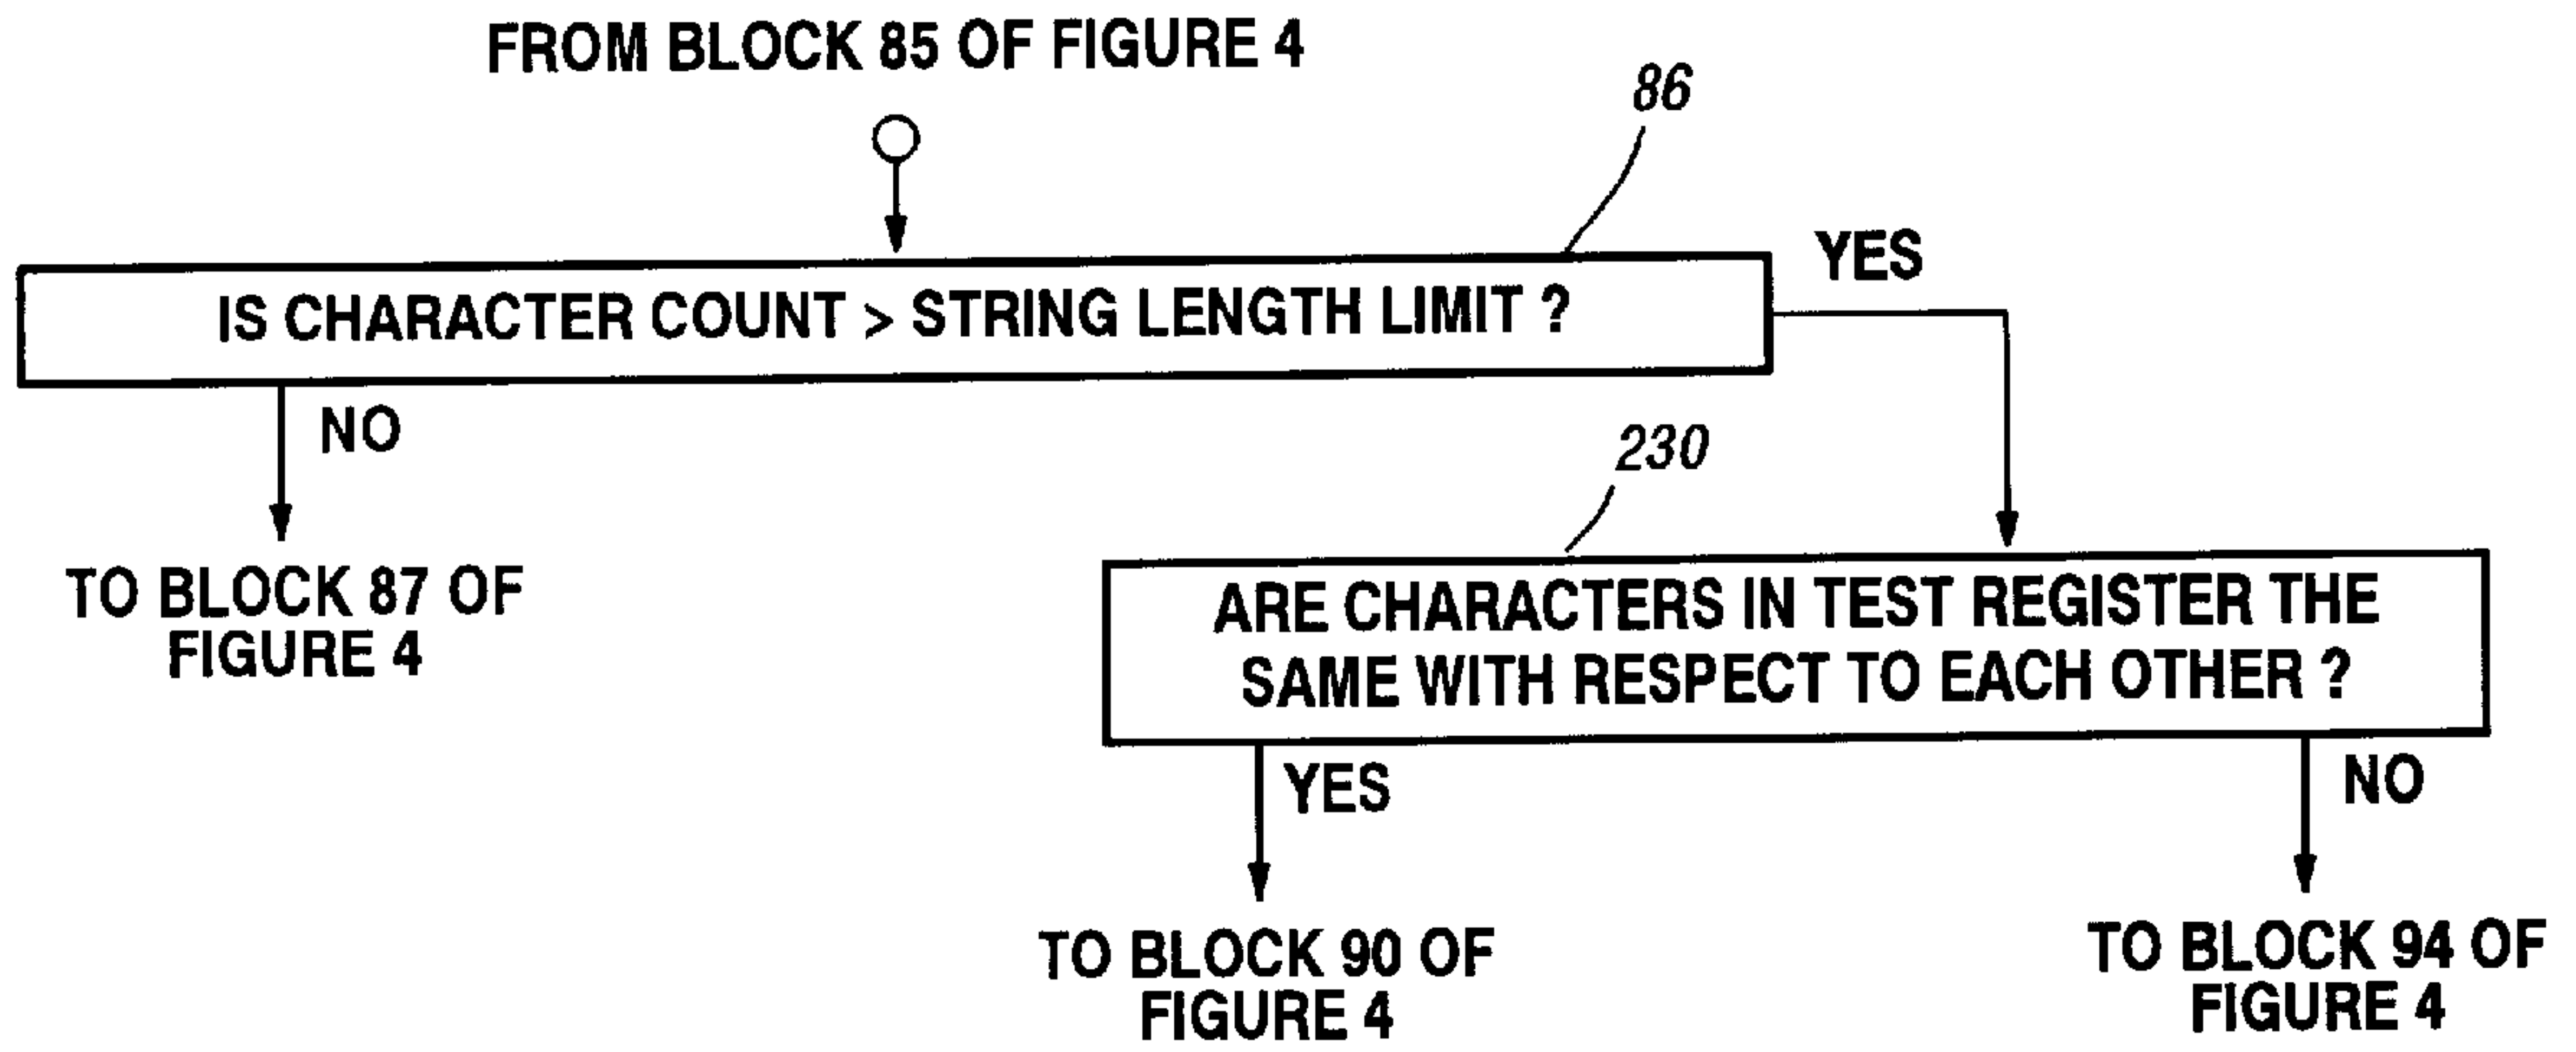 FROM BLOCK 85 OF FIGURE 4
86
IS CHARACTER COUNT > STRING LENGTH LIMIT ?
YES
NO
TO BLOCK 87 OF
FIGURE 4
230
ARE CHARACTERS IN TEST REGISTER THE
SAME WITH RESPECT TO EACH OTHER ?
YES
NO
TO BLOCK 90 OF
FIGURE 4
TO BLOCK 94 OF
FIGURE 4